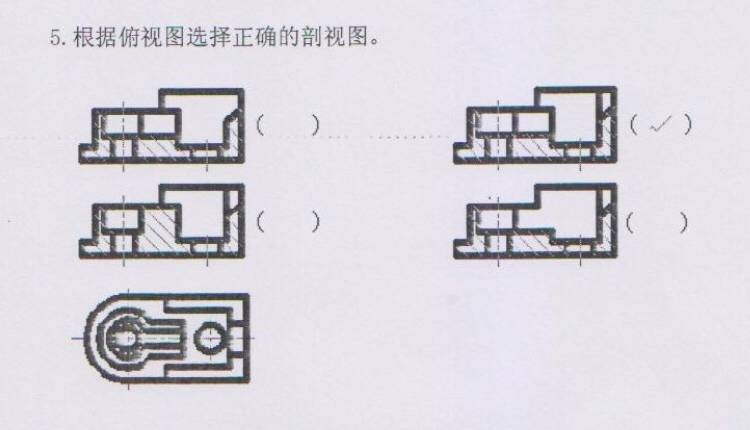 5. 根据俯视图选择正确的剖视图。
( ) ( ✓ )
( ) ( )